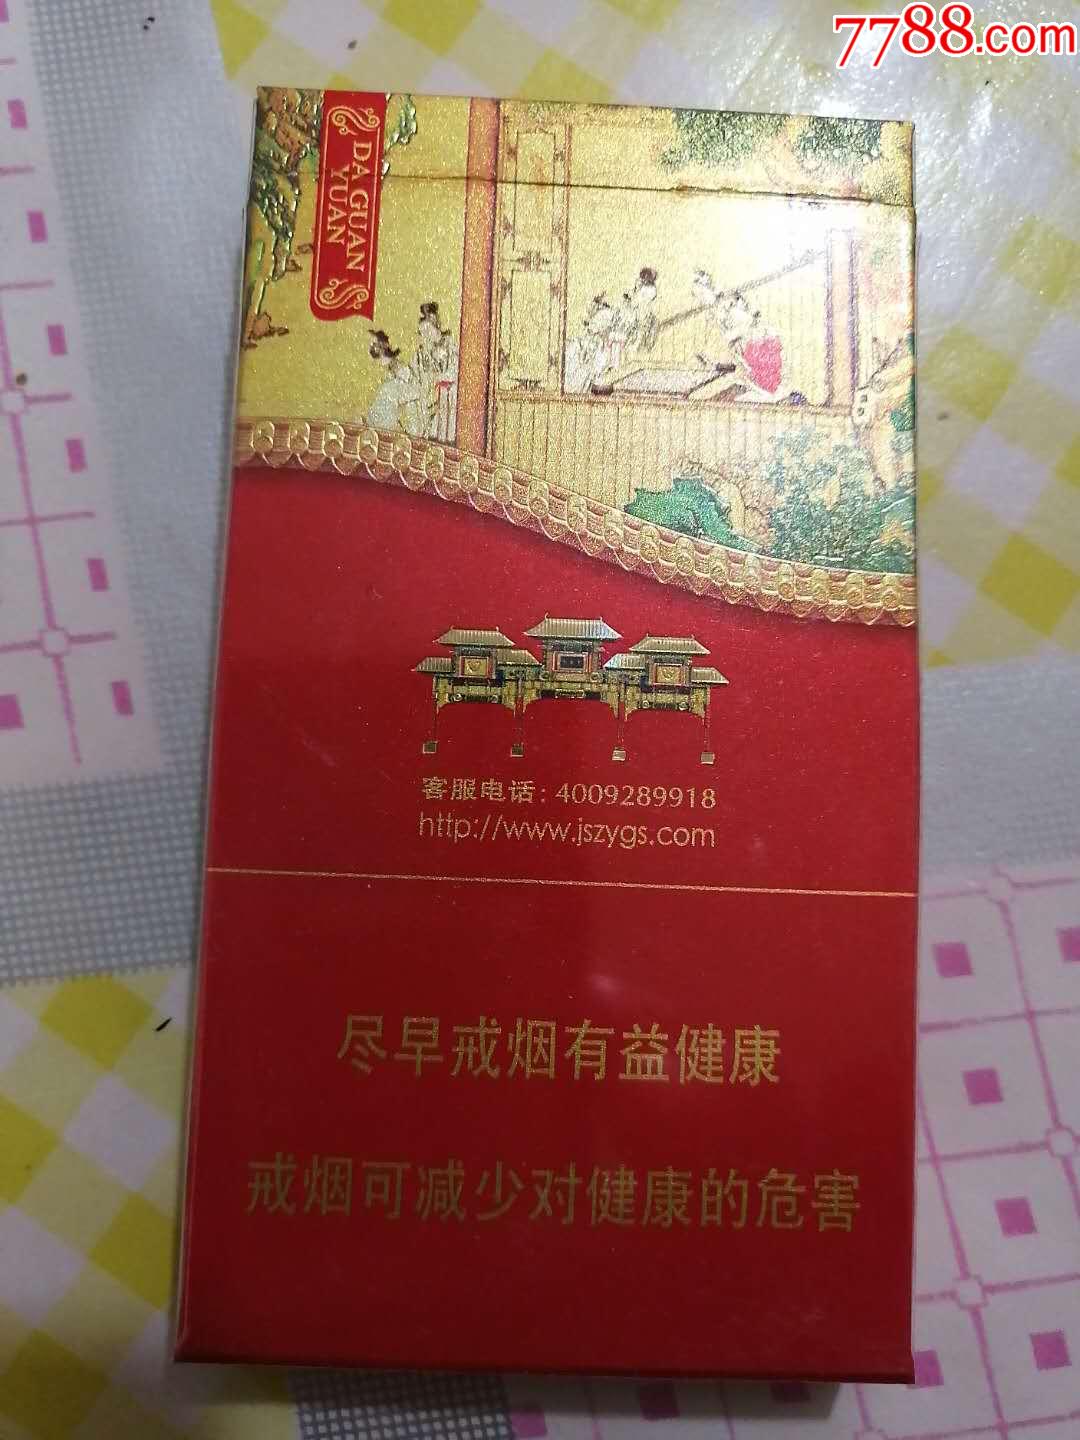 7788.com
DA GUAN
YUAN
客服电话: 4009289918
http://www.jszygs.com
尽早戒烟有益健康
戒烟可减少对健康的危害